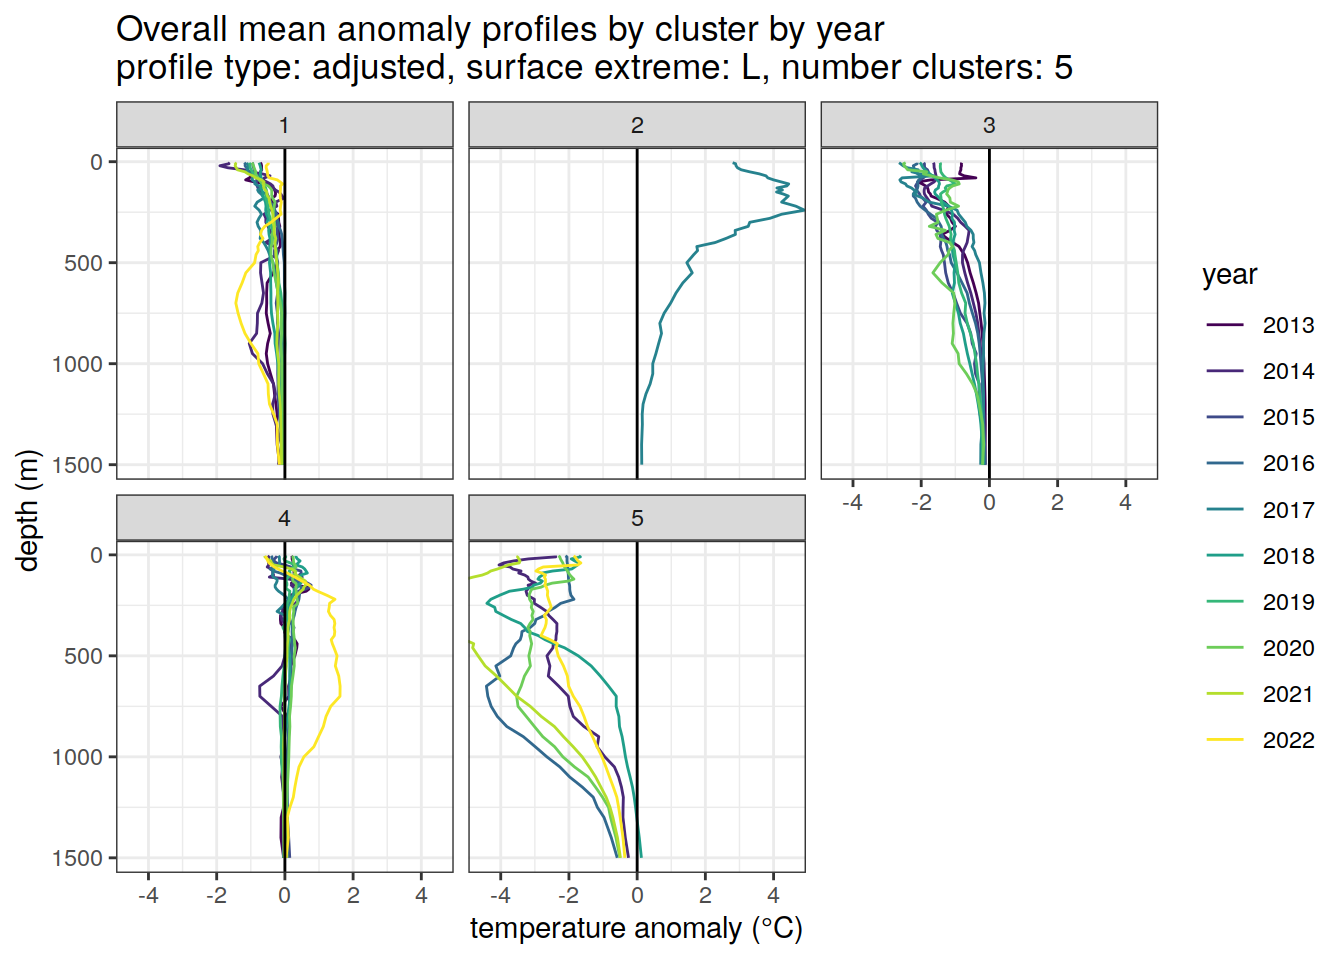 Overall mean anomaly profiles by cluster by year
profile type: adjusted, surface extreme: L, number clusters: 5
1
2
3
0
500
1000
1500
-4 -2 0 2 4
4
5
0
500
1000
1500
-4 -2 0 2 4
-4 -2 0 2 4
depth (m)
temperature anomaly (°C)
year
2013
2014
2015
2016
2017
2018
2019
2020
2021
2022